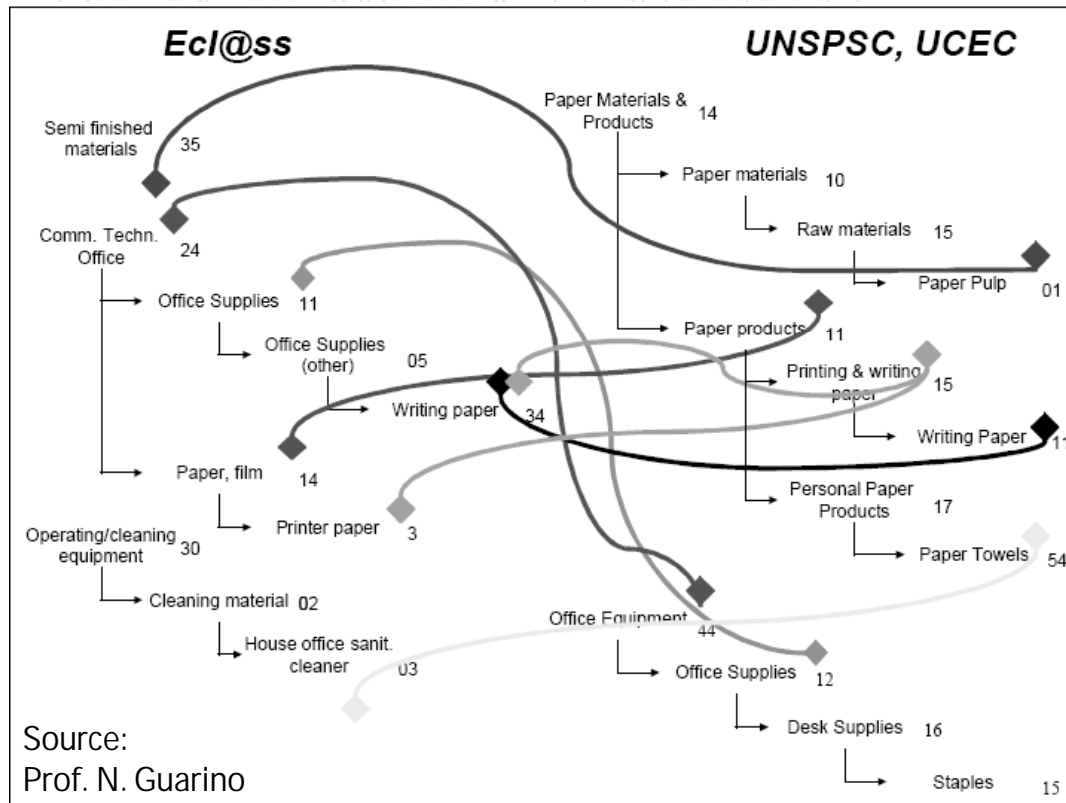 Ecl@ss
UNSPSC, UCEC
Semi finished
materials
35
Comm. Techn.
Office
24
Office Supplies
11
Office Supplies
(other)
05
Writing paper
34
Paper, film
14
Printer paper
3
Operating/cleaning
equipment
30
Cleaning material
02
House office sanit.
cleaner
03
Paper Materials &
Products
14
Paper materials
10
Raw materials
15
Paper Pulp
01
Paper products
11
Printing & writing
paper
15
Writing Paper
11
Personal Paper
Products
17
Paper Towels
54
Office Equipment
44
Office Supplies
12
Desk Supplies
16
Staples
15
Source:
Prof. N. Guarino